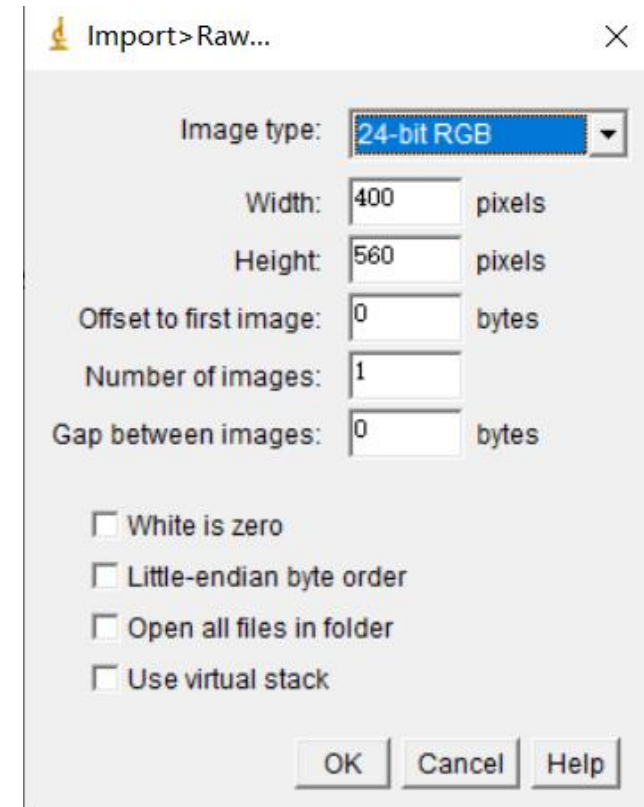 Import>Raw...
Image type: 24-bit RGB
Width: 400 pixels
Height: 560 pixels
Offset to first image: 0 bytes
Number of images: 1
Gap between images: 0 bytes
White is zero
Little-endian byte order
Open all files in folder
Use virtual stack
OK Cancel Help